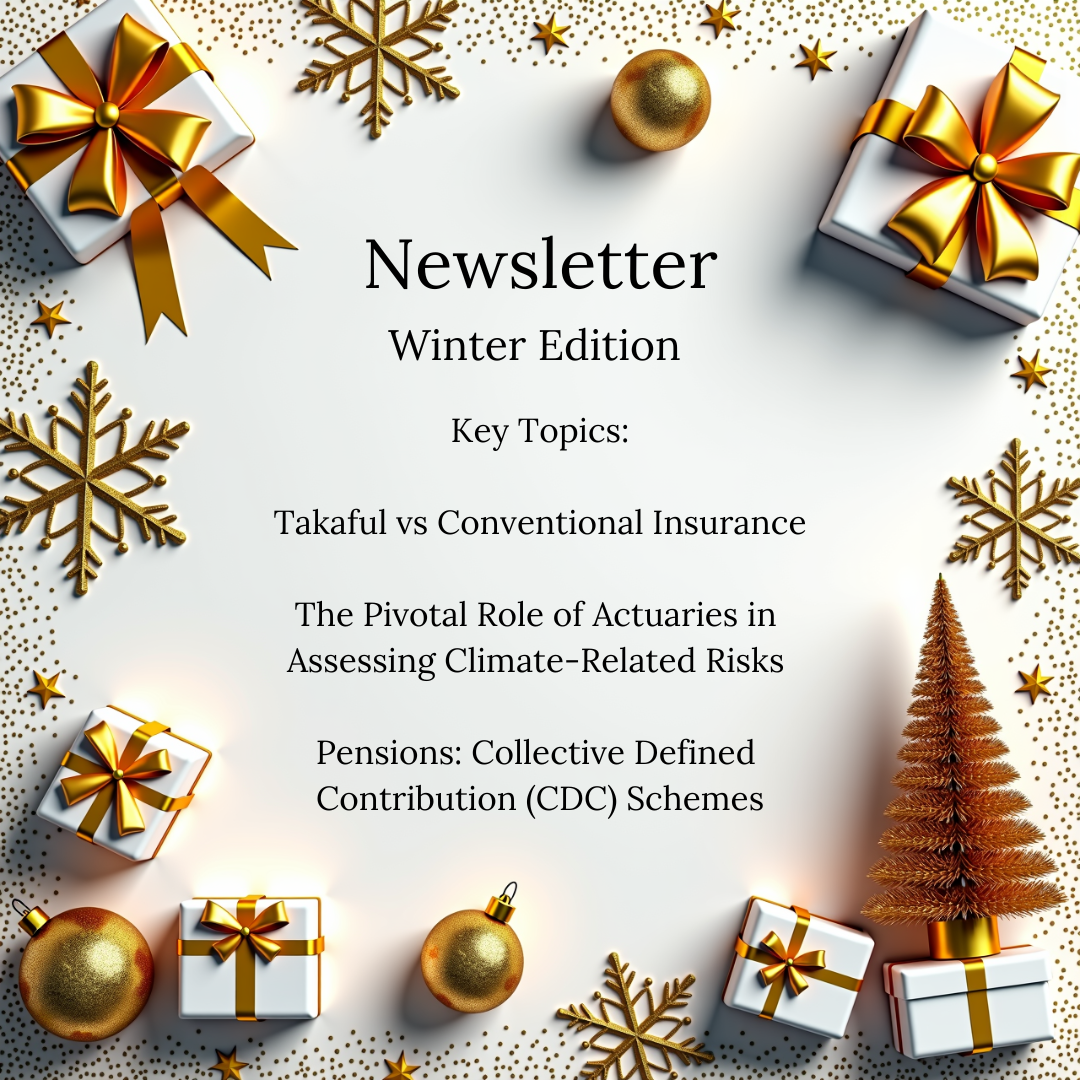 Newsletter
Winter Edition
Key Topics:
Takaful vs Conventional Insurance
The Pivotal Role of Actuaries in
Assessing Climate-Related Risks
Pensions: Collective Defined
Contribution (CDC) Schemes